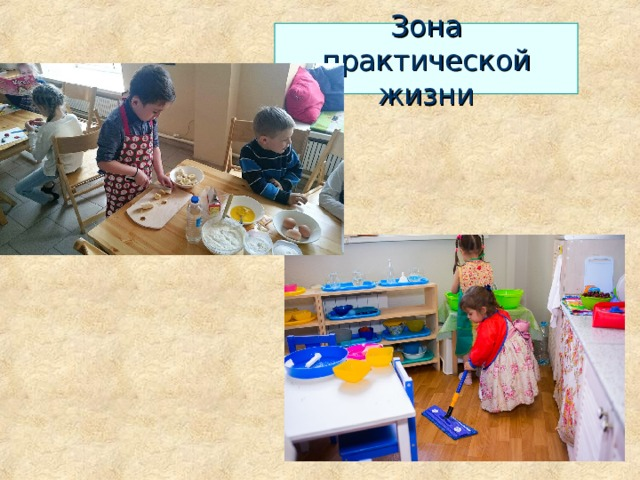 Зона
практической
жизни